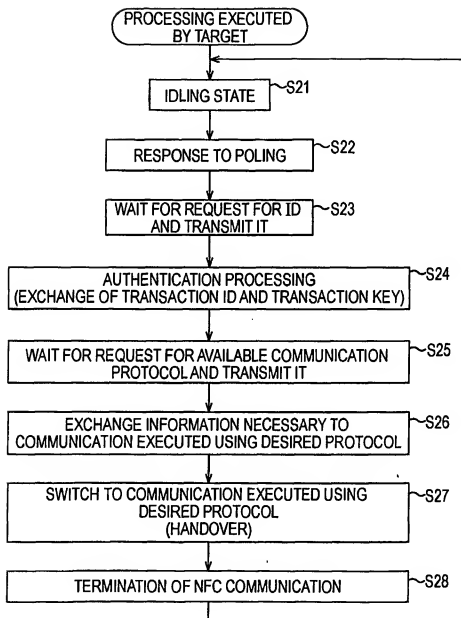 PROCESSING EXECUTED
BY TARGET
IDLING STATE
S21
RESPONSE TO POLING
S22
WAIT FOR REQUEST FOR ID
AND TRANSMIT IT
S23
AUTHENTICATION PROCESSING
(EXCHANGE OF TRANSACTION ID AND TRANSACTION KEY)
S24
WAIT FOR REQUEST FOR AVAILABLE COMMUNICATION
PROTOCOL AND TRANSMIT IT
S25
EXCHANGE INFORMATION NECESSARY TO
COMMUNICATION EXECUTED USING DESIRED PROTOCOL
S26
SWITCH TO COMMUNICATION EXECUTED USING
DESIRED PROTOCOL
(HANDOVER)
S27
TERMINATION OF NFC COMMUNICATION
S28